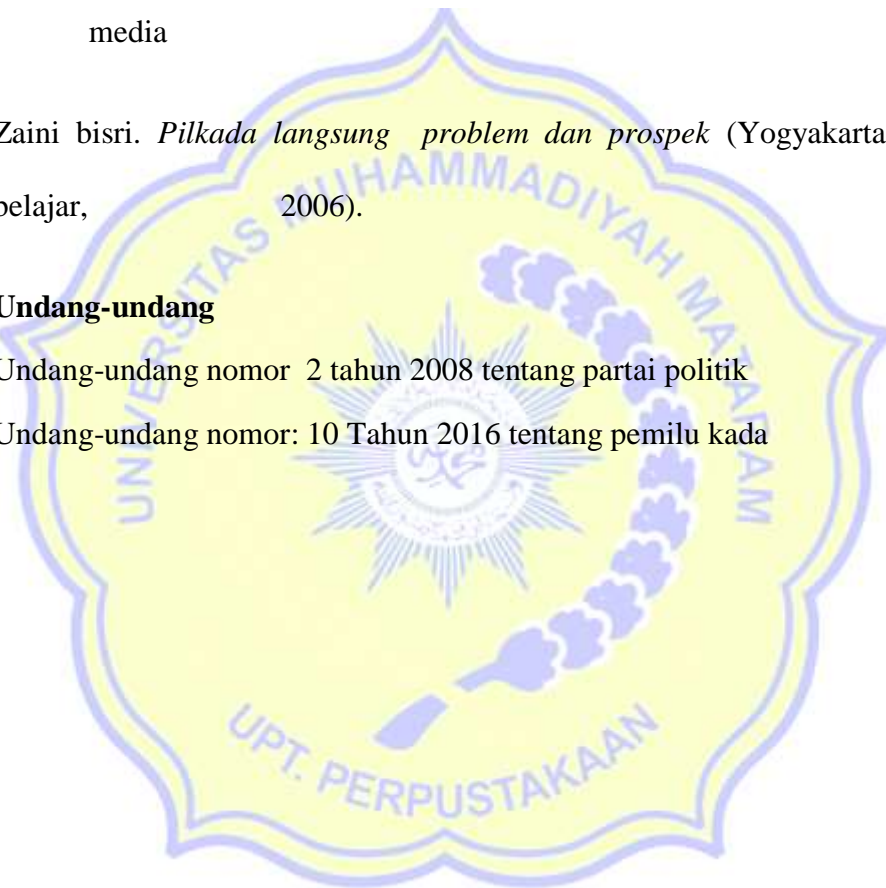 media
Zaini bisri. Pilkada langsung problem dan prospek (Yogyakarta
belajar, 2006).
Undang-undang
Undang-undang nomor 2 tahun 2008 tentang partai politik
Undang-undang nomor: 10 Tahun 2016 tentang pemilu kada
UNIVERSITAS MUHAMMADIYAH MATARAM
UPT. PERPUSTAKAAN